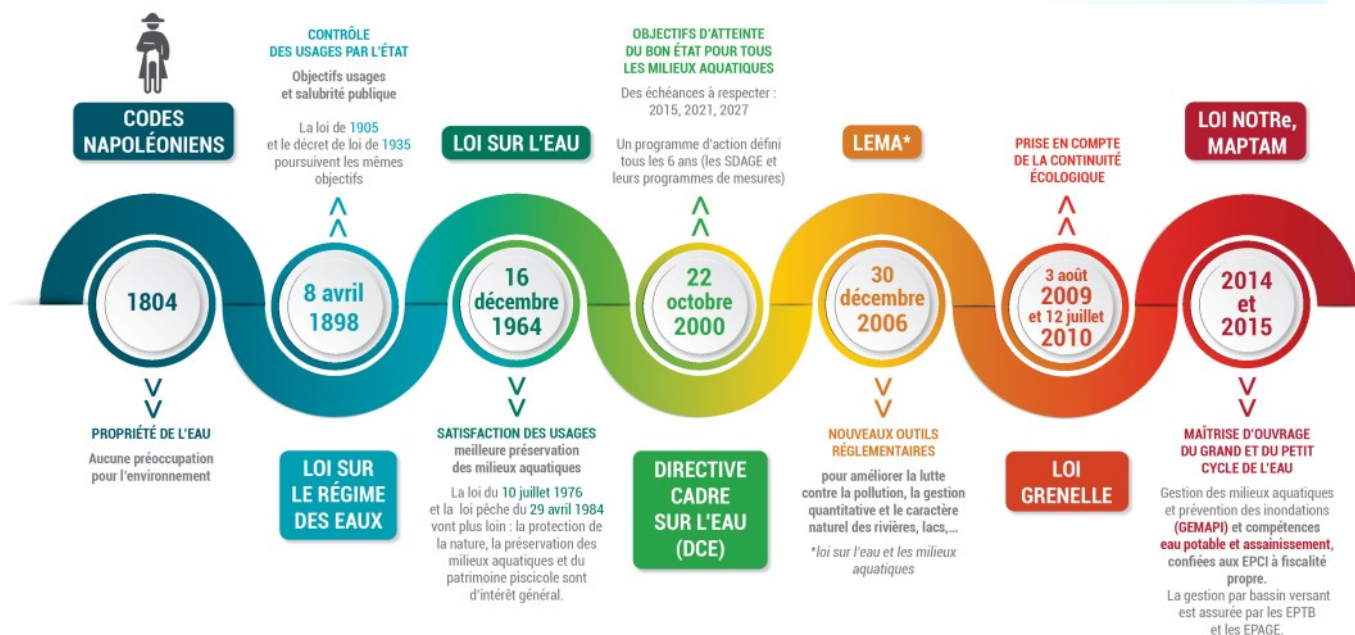 CODES
NAPOLÉONIENS
1804
PROPRIÉTÉ DE L'EAU
Aucune préoccupation
pour l'environnement
CONTRÔLE
DES USAGES PAR L'ÉTAT
Objectifs usages
et salubrité publique
La loi de 1905
et le décret de loi de 1935
poursuivent les mêmes
objectifs
8 avril
1898
LOI SUR
LE RÉGIME
DES EAUX
LOI SUR L'EAU
16
décembre
1964
SATISFACTION DES USAGES
meilleure préservation
des milieux aquatiques
La loi du 10 juillet 1976
et la loi pêche du 29 avril 1984
vont plus loin : la protection de
la nature, la préservation des
milieux aquatiques et du
patrimoine piscicole sont
d'intérêt général.
OBJECTIFS D'ATTEINTE
DU BON ÉTAT POUR TOUS
LES MILIEUX AQUATIQUES
Des échéances à respecter :
2015, 2021, 2027
Un programme d'action défini
tous les 6 ans (les SDAGE et
leurs programmes de mesures)
22
octobre
2000
DIRECTIVE
CADRE
SUR L'EAU
(DCE)
LEMA*
30
décembre
2006
NOUVEAUX OUTILS
RÉGLEMENTAIRES
pour améliorer la lutte
contre la pollution, la gestion
quantitative et le caractère
naturel des rivières, lacs,...
*loi sur l'eau et les milieux
aquatiques
PRISE EN COMPTE
DE LA CONTINUITÉ
ÉCOLOGIQUE
3 août
2009
et 12 juillet
2010
LOI
GRENELLE
LOI NOTRe,
MAPTAM
2014
et
2015
MAÎTRISE D'OUVRAGE
DU GRAND ET DU PETIT
CYCLE DE L'EAU
Gestion des milieux aquatiques
et prévention des inondations
(GEMAPI) et compétences
eau potable et assainissement,
confiées aux EPCI à fiscalité
propre.
La gestion par bassin versant
est assurée par les EPTB
et les EPAGE.